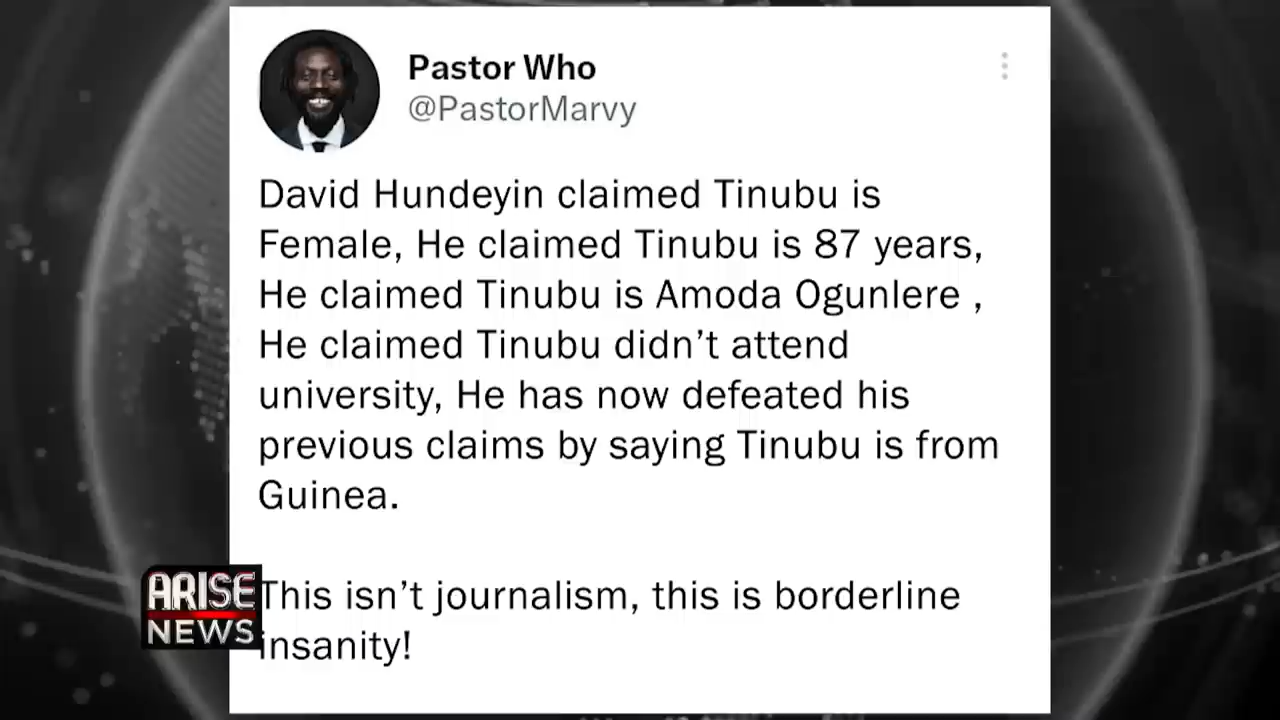 Pastor Who
@PastorMarvy
David Hundeyin claimed Tinubu is
Female, He claimed Tinubu is 87 years,
He claimed Tinubu is Amoda Ogunlere ,
He claimed Tinubu didn’t attend
university, He has now defeated his
previous claims by saying Tinubu is from
Guinea.
This isn’t journalism, this is borderline
insanity!
ARISE
NEWS